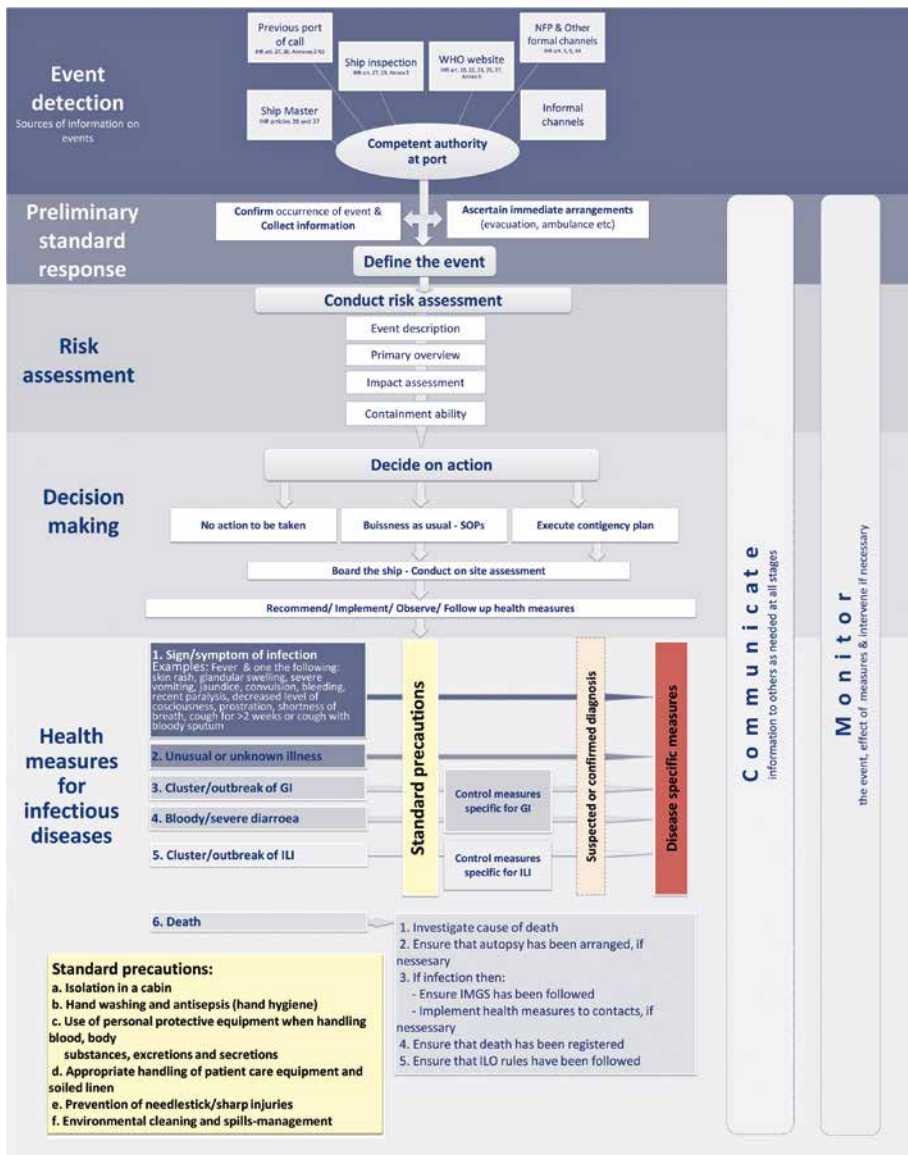 Event
detection
Sources of information on
events
Previous port
of call
Ship inspection
WHO website
NFP & Other
formal channels
Ship Master
IHR articles 28 and 27
Informal
channels
Competent authority
at port
Preliminary
standard
response
Confirm occurrence of event &
Collect information
Ascertain immediate arrangements
(evacuation, ambulance etc)
Define the event
Risk
assessment
Conduct risk assessment
Event description
Primary overview
Impact assessment
Containment ability
Decision
making
Decide on action
No action to be taken
Buissness as usual - SOPs
Execute contigency plan
Board the ship - Conduct on site assessment
Recommend/ Implement/ Observe/ Follow up health measures
Health
measures
for
infectious
diseases
1. Sign/symptom of infection
Examples: Fever & one the following:
skin rash, glandular swelling, severe
vomiting, jaundice, convulsion, bleeding,
recent paralysis, decreased level of
cosciousness, prostration, shortness of
breath, cough for >2 weeks or cough with
bloody sputum
2. Unusual or unknown illness
3. Cluster/outbreak of GI
4. Bloody/severe diarroea
5. Cluster/outbreak of ILI
Standard precautions
Control measures
specific for GI
Control measures
specific for ILI
Suspected or confirmed diagnosis
Disease specific measures
6. Death
1. Investigate cause of death
2. Ensure that autopsy has been arranged, if
nessesary
3. If infection then:
- Ensure IMGS has been followed
- Implement health measures to contacts, if
nessessary
4. Ensure that death has been registered
5. Ensure that ILO rules have been followed
Standard precautions:
a. Isolation in a cabin
b. Hand washing and antisepsis (hand hygiene)
c. Use of personal protective equipment when handling
blood, body
substances, excretions and secretions
d. Appropriate handling of patient care equipment and
soiled linen
e. Prevention of needlestick/sharp injuries
f. Environmental cleaning and spills-management
Communicate
information to others as needed at all stages
Monitor
the event, effect of measures & intervene if necessary